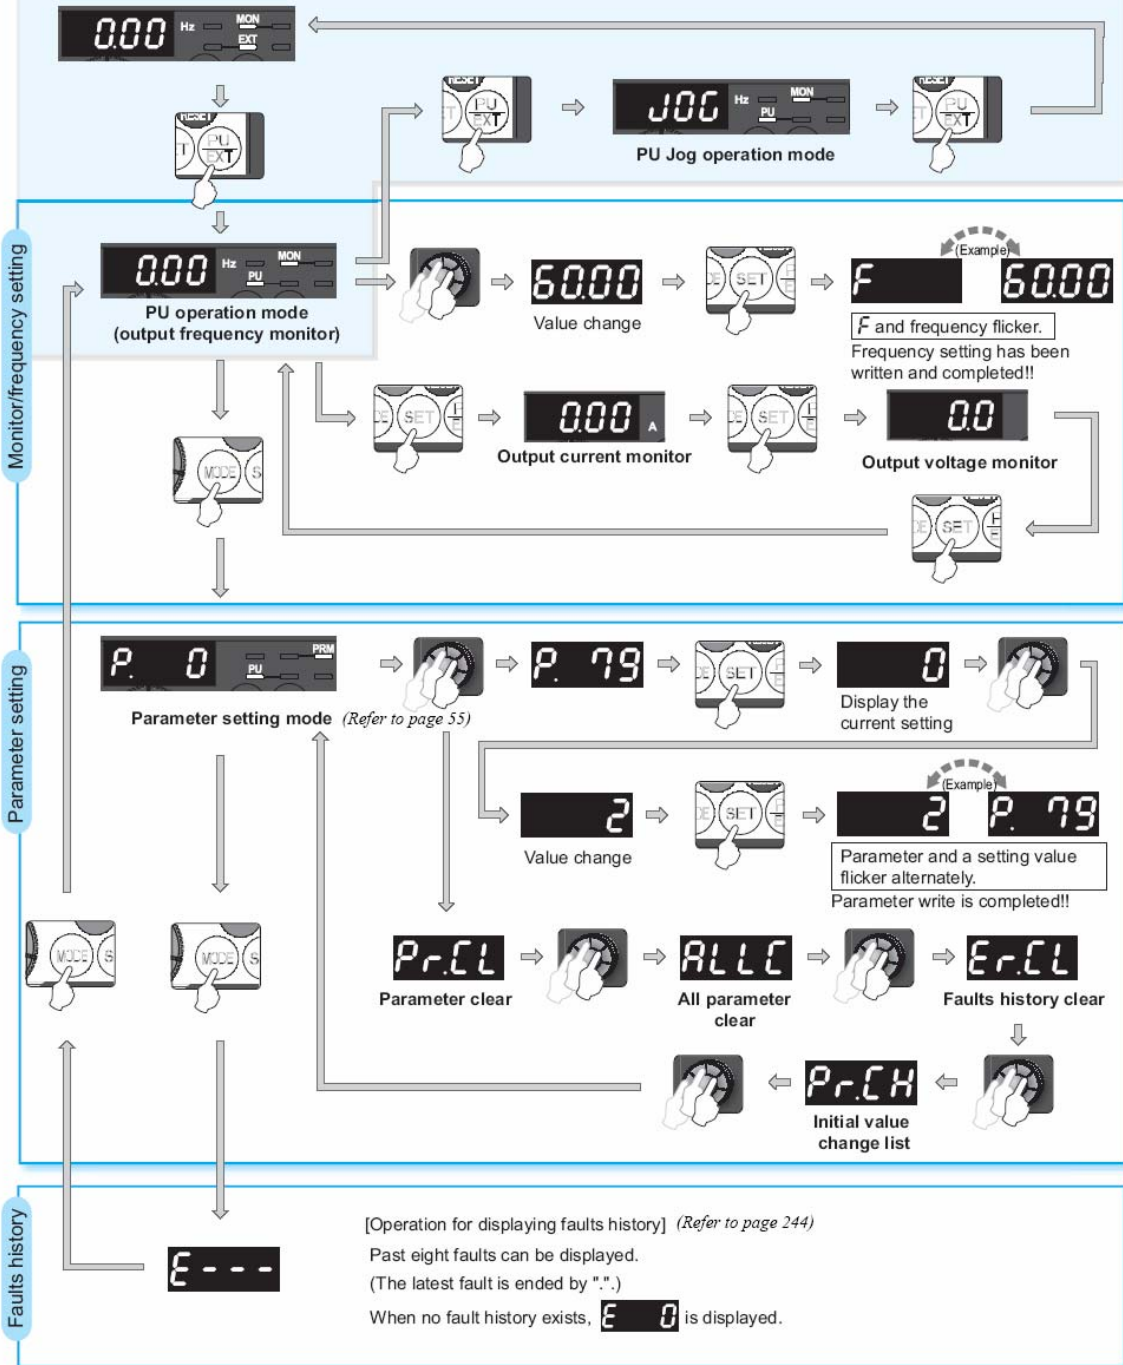 0.00 Hz MON EXT
RESET
PU
EXT
RESET
PU
EXT
JOG Hz MON PU
RESET
PU
EXT
PU Jog operation mode
Monitor/frequency setting
0.00 Hz MON PU
PU operation mode
(output frequency monitor)
60.00
Value change
SET
(Example)
F 60.00
F and frequency flicker.
Frequency setting has been
written and completed!!
SET
0.00 A
Output current monitor
SET
0.0
Output voltage monitor
MODE S
SET
Parameter setting
P. 0 PU PRM
Parameter setting mode (Refer to page 55)
P. 79
SET
0
Display the
current setting
2
Value change
SET
(Example)
2 P. 79
Parameter and a setting value
flicker alternately.
Parameter write is completed!!
MODE S
MODE S
Pr.CL
Parameter clear
ALLC
All parameter
clear
Er.CL
Faults history clear
Pr.CH
Initial value
change list
Faults history
E---
[Operation for displaying faults history] (Refer to page 244)
Past eight faults can be displayed.
(The latest fault is ended by ".".)
When no fault history exists, E 0 is displayed.